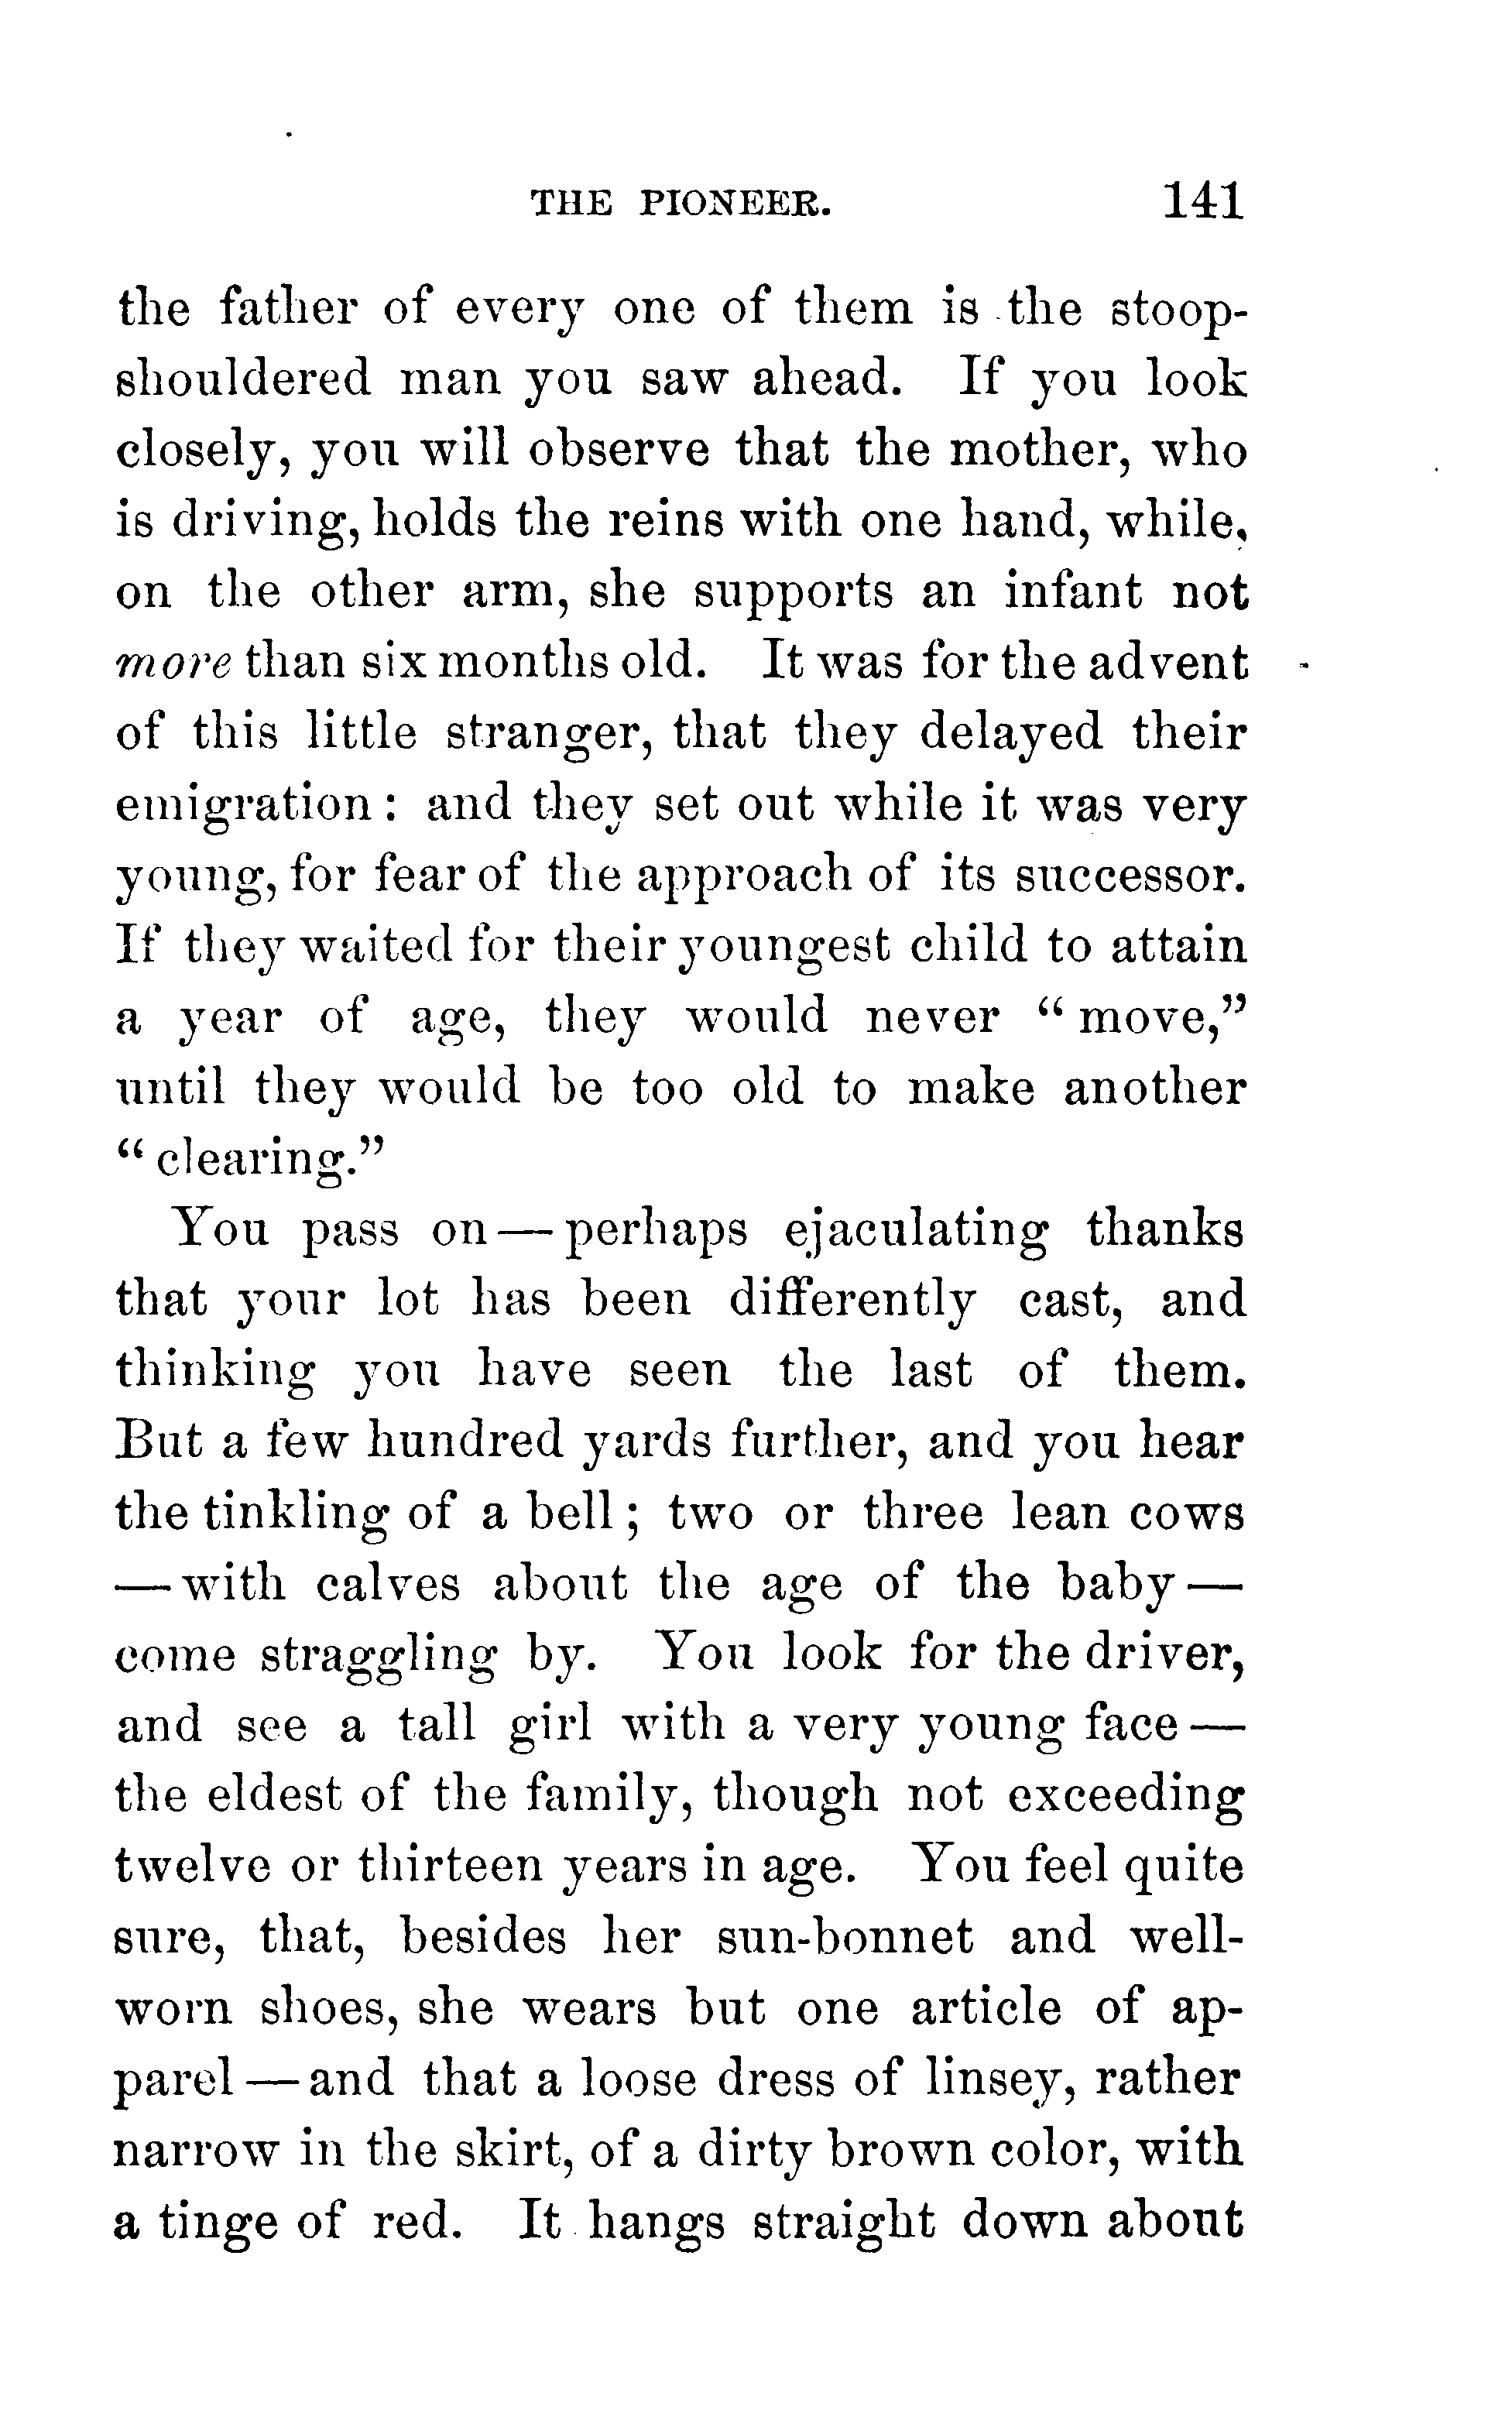 THE PIONEER. 141
the father of every one of them is the stoop-
shouldered man you saw ahead. If you look
closely, you will observe that the mother, who
is driving, holds the reins with one hand, while,
on the other arm, she supports an infant not
more than six months old. It was for the advent
of this little stranger, that they delayed their
emigration: and they set out while it was very
young, for fear of the approach of its successor.
If they waited for their youngest child to attain
a year of age, they would never “move,”
until they would be too old to make another
“clearing.”
You pass on—perhaps ejaculating thanks
that your lot has been differently cast, and
thinking you have seen the last of them.
But a few hundred yards further, and you hear
the tinkling of a bell; two or three lean cows
—with calves about the age of the baby—
come straggling by. You look for the driver,
and see a tall girl with a very young face—
the eldest of the family, though not exceeding
twelve or thirteen years in age. You feel quite
sure, that, besides her sun-bonnet and well-
worn shoes, she wears but one article of ap-
parel—and that a loose dress of linsey, rather
narrow in the skirt, of a dirty brown color, with
a tinge of red. It hangs straight down about